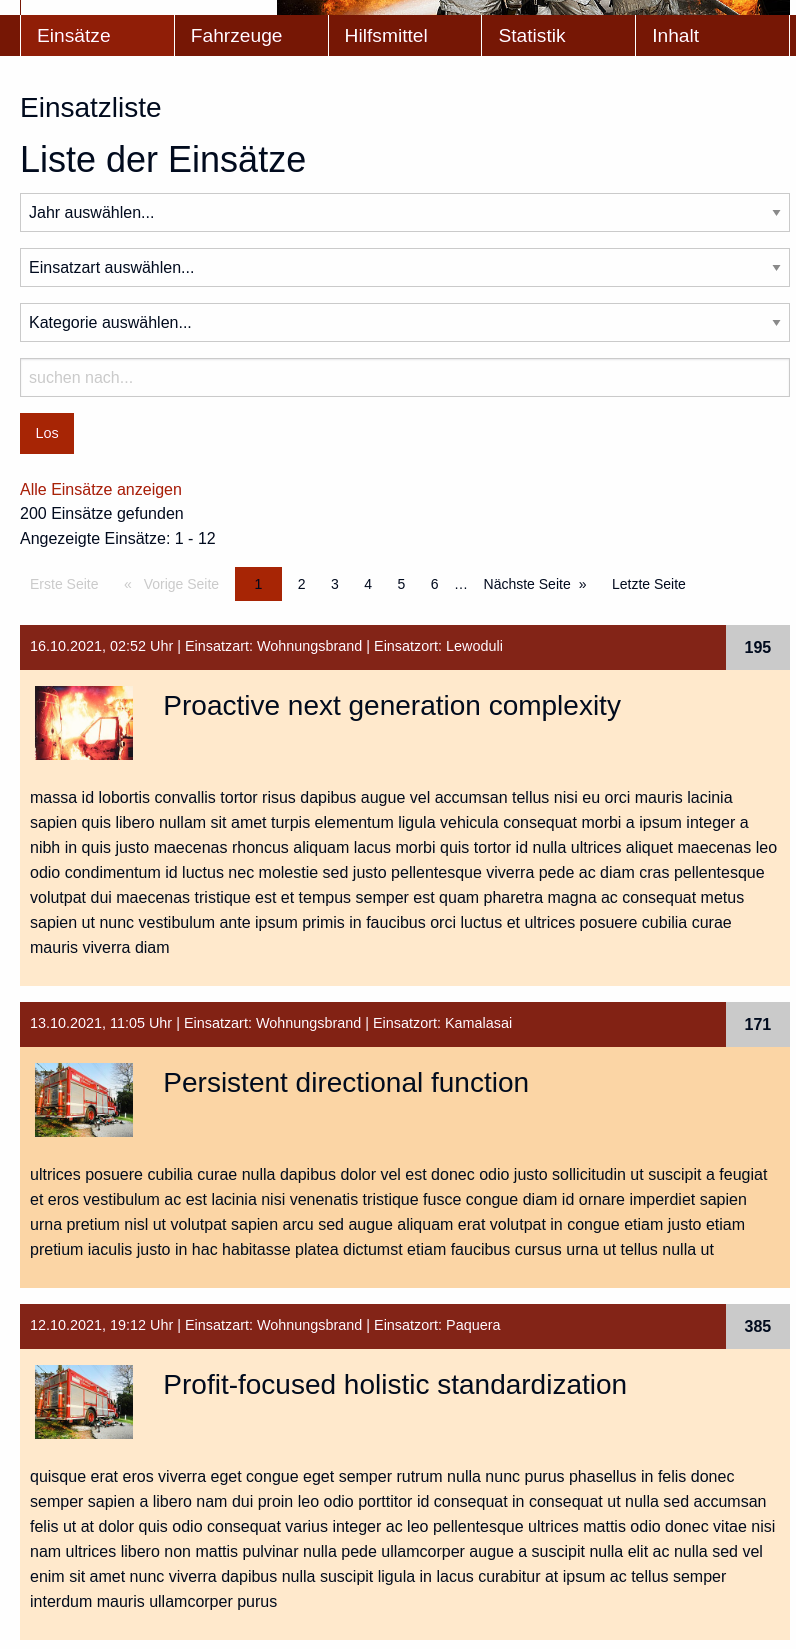 Einsätze
Fahrzeuge
Hilfsmittel
Statistik
Inhalt
Einsatzliste
Liste der Einsätze
Jahr auswählen...
Einsatzart auswählen...
Kategorie auswählen...
suchen nach...
Los
Alle Einsätze anzeigen
200 Einsätze gefunden
Angezeigte Einsätze: 1 - 12
Erste Seite « Vorige Seite 1 2 3 4 5 6 … Nächste Seite » Letzte Seite
16.10.2021, 02:52 Uhr | Einsatzart: Wohnungsbrand | Einsatzort: Lewoduli 195
Proactive next generation complexity
massa id lobortis convallis tortor risus dapibus augue vel accumsan tellus nisi eu orci mauris lacinia
sapien quis libero nullam sit amet turpis elementum ligula vehicula consequat morbi a ipsum integer a
nibh in quis justo maecenas rhoncus aliquam lacus morbi quis tortor id nulla ultrices aliquet maecenas leo
odio condimentum id luctus nec molestie sed justo pellentesque viverra pede ac diam cras pellentesque
volutpat dui maecenas tristique est et tempus semper est quam pharetra magna ac consequat metus
sapien ut nunc vestibulum ante ipsum primis in faucibus orci luctus et ultrices posuere cubilia curae
mauris viverra diam
13.10.2021, 11:05 Uhr | Einsatzart: Wohnungsbrand | Einsatzort: Kamalasai 171
Persistent directional function
ultrices posuere cubilia curae nulla dapibus dolor vel est donec odio justo sollicitudin ut suscipit a feugiat
et eros vestibulum ac est lacinia nisi venenatis tristique fusce congue diam id ornare imperdiet sapien
urna pretium nisl ut volutpat sapien arcu sed augue aliquam erat volutpat in congue etiam justo etiam
pretium iaculis justo in hac habitasse platea dictumst etiam faucibus cursus urna ut tellus nulla ut
12.10.2021, 19:12 Uhr | Einsatzart: Wohnungsbrand | Einsatzort: Paquera 385
Profit-focused holistic standardization
quisque erat eros viverra eget congue eget semper rutrum nulla nunc purus phasellus in felis donec
semper sapien a libero nam dui proin leo odio porttitor id consequat in consequat ut nulla sed accumsan
felis ut at dolor quis odio consequat varius integer ac leo pellentesque ultrices mattis odio donec vitae nisi
nam ultrices libero non mattis pulvinar nulla pede ullamcorper augue a suscipit nulla elit ac nulla sed vel
enim sit amet nunc viverra dapibus nulla suscipit ligula in lacus curabitur at ipsum ac tellus semper
interdum mauris ullamcorper purus